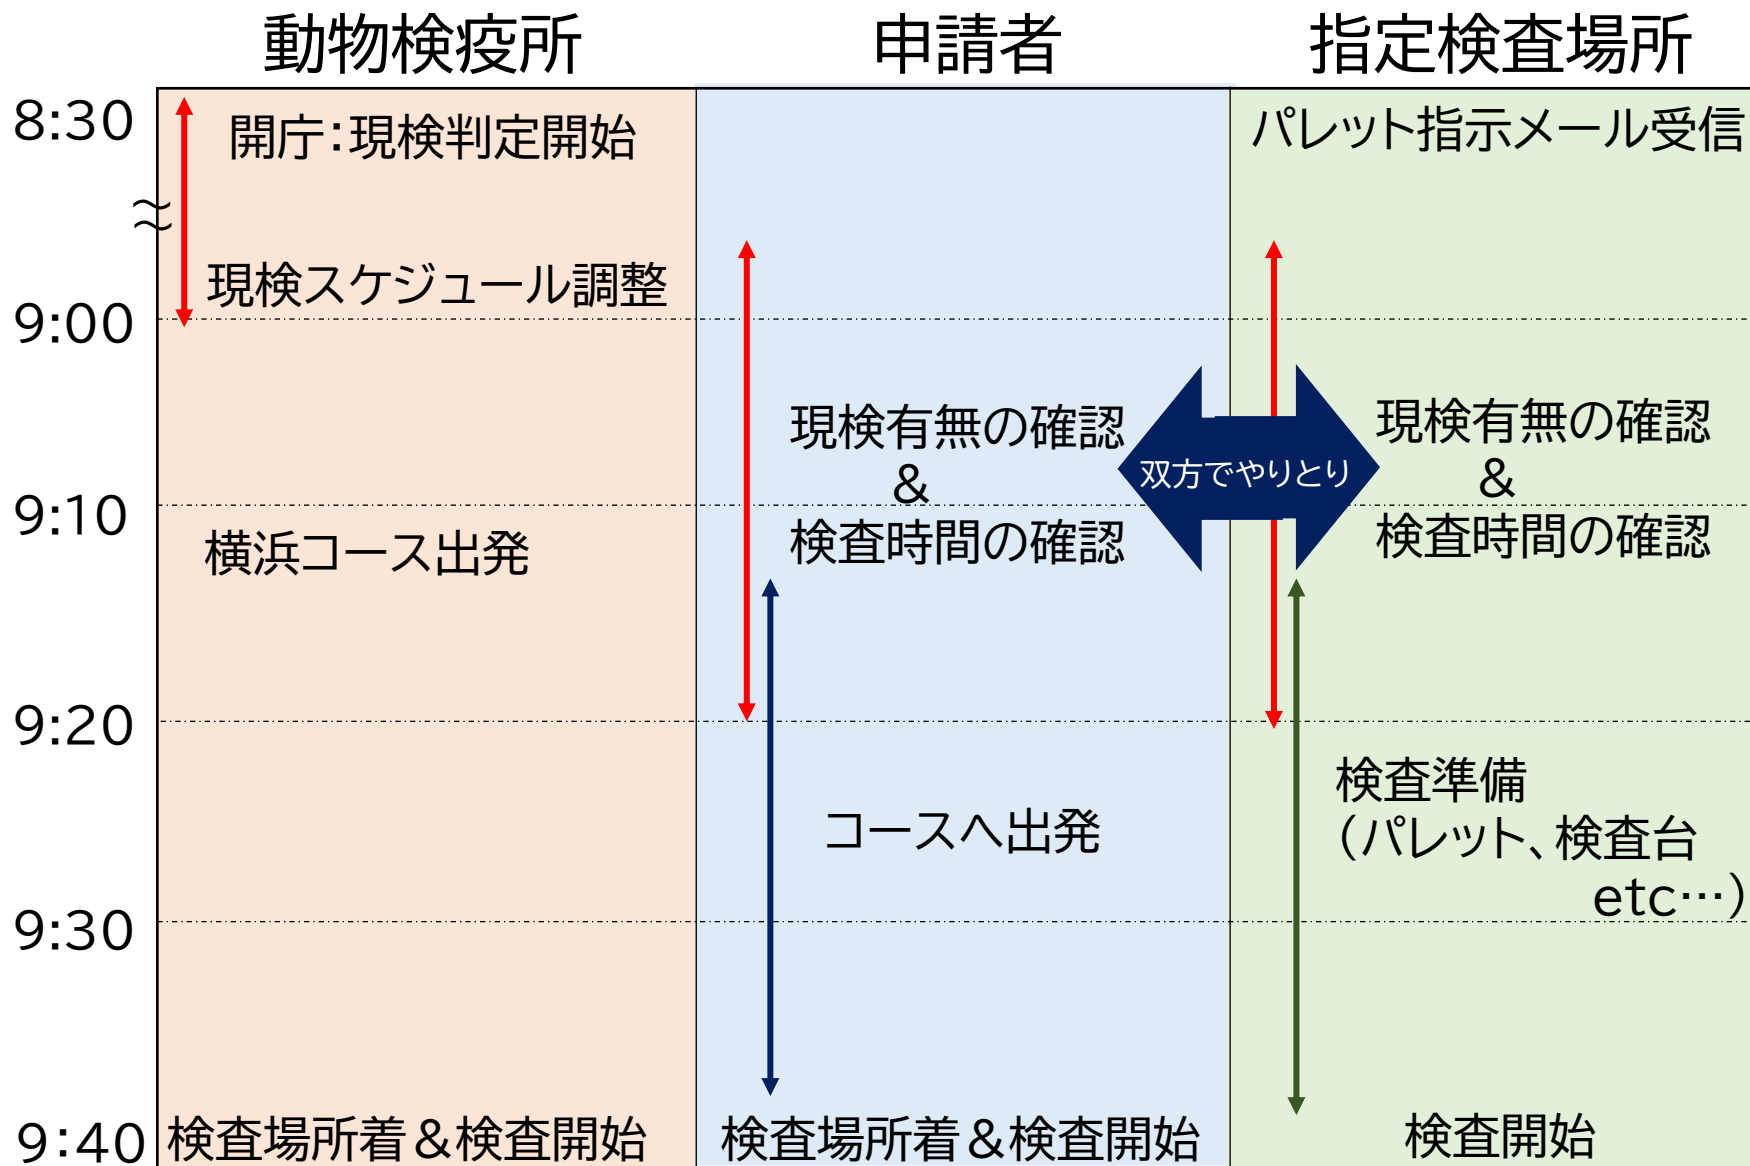 動物検疫所
申請者
指定検査場所
8:30
開庁：現検判定開始
パレット指示メール受信
≈
現検スケジュール調整
9:00
現検有無の確認
&
検査時間の確認
双方でやりとり
現検有無の確認
&
検査時間の確認
9:10
横浜コース出発
9:20
コースへ出発
検査準備
（パレット、検査台
etc…）
9:30
9:40
検査場所着＆検査開始
検査場所着＆検査開始
検査開始